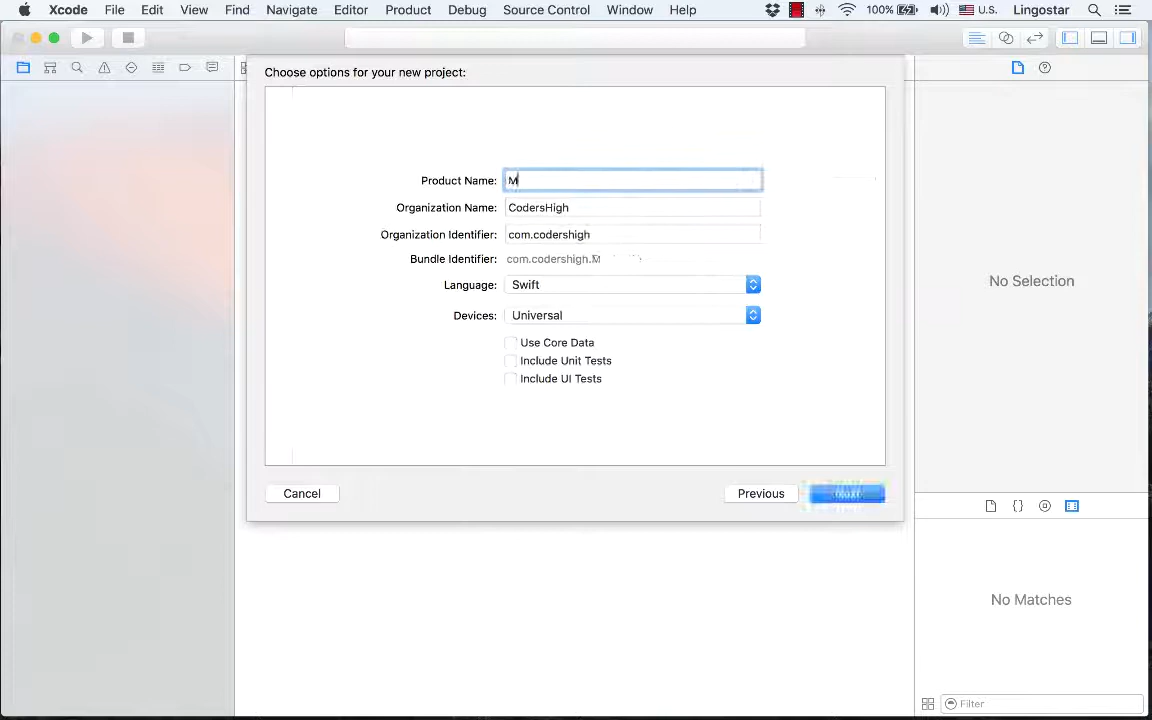 Xcode File Edit View Find Navigate Editor Product Debug Source Control Window Help 100% U.S. Lingostar
Choose options for your new project:
Product Name: M
Organization Name: CodersHigh
Organization Identifier: com.codershigh
Bundle Identifier: com.codershigh.M
Language: Swift
Devices: Universal
Use Core Data
Include Unit Tests
Include UI Tests
Cancel
Previous
No Selection
{}
No Matches
Filter